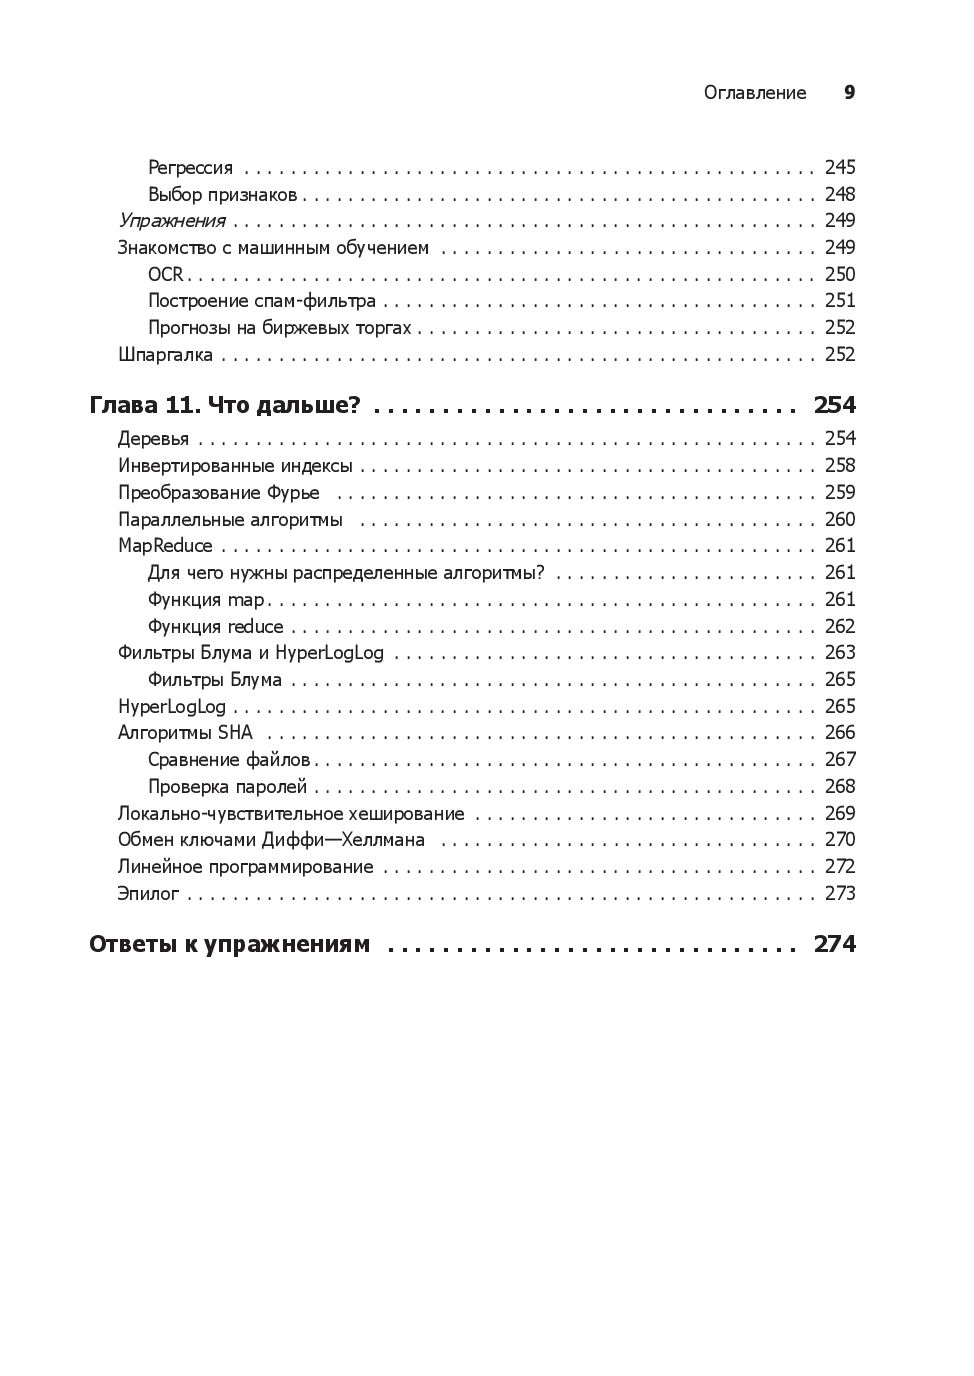 Оглавление 9
Регрессия . . . . . . . . . . . . . . . . . . . . . . . . . . . . . . . . . . . . . . . . . . . . . . . . . . 245
Выбор признаков . . . . . . . . . . . . . . . . . . . . . . . . . . . . . . . . . . . . . . . . . . . . . 248
Упражнения . . . . . . . . . . . . . . . . . . . . . . . . . . . . . . . . . . . . . . . . . . . . . . . . . . . 249
Знакомство с машинным обучением . . . . . . . . . . . . . . . . . . . . . . . . . . . . . . . . . 249
OCR . . . . . . . . . . . . . . . . . . . . . . . . . . . . . . . . . . . . . . . . . . . . . . . . . . . . . . . 250
Построение спам-фильтра . . . . . . . . . . . . . . . . . . . . . . . . . . . . . . . . . . . . . . 251
Прогнозы на биржевых торгах . . . . . . . . . . . . . . . . . . . . . . . . . . . . . . . . . . . 252
Шпаргалка . . . . . . . . . . . . . . . . . . . . . . . . . . . . . . . . . . . . . . . . . . . . . . . . . . . . 252
Глава 11. Что дальше? . . . . . . . . . . . . . . . . . . . . . . . . . . . . . . . 254
Деревья . . . . . . . . . . . . . . . . . . . . . . . . . . . . . . . . . . . . . . . . . . . . . . . . . . . . . . 254
Инвертированные индексы . . . . . . . . . . . . . . . . . . . . . . . . . . . . . . . . . . . . . . . . 258
Преобразование Фурье . . . . . . . . . . . . . . . . . . . . . . . . . . . . . . . . . . . . . . . . . . 259
Параллельные алгоритмы . . . . . . . . . . . . . . . . . . . . . . . . . . . . . . . . . . . . . . . . 260
MapReduce . . . . . . . . . . . . . . . . . . . . . . . . . . . . . . . . . . . . . . . . . . . . . . . . . . . . 261
Для чего нужны распределенные алгоритмы? . . . . . . . . . . . . . . . . . . . . . . . 261
Функция map . . . . . . . . . . . . . . . . . . . . . . . . . . . . . . . . . . . . . . . . . . . . . . . . 261
Функция reduce . . . . . . . . . . . . . . . . . . . . . . . . . . . . . . . . . . . . . . . . . . . . . . 262
Фильтры Блума и HyperLogLog . . . . . . . . . . . . . . . . . . . . . . . . . . . . . . . . . . . . . 263
Фильтры Блума . . . . . . . . . . . . . . . . . . . . . . . . . . . . . . . . . . . . . . . . . . . . . . 265
HyperLogLog . . . . . . . . . . . . . . . . . . . . . . . . . . . . . . . . . . . . . . . . . . . . . . . . . . . 265
Алгоритмы SHA . . . . . . . . . . . . . . . . . . . . . . . . . . . . . . . . . . . . . . . . . . . . . . . . 266
Сравнение файлов . . . . . . . . . . . . . . . . . . . . . . . . . . . . . . . . . . . . . . . . . . . . 267
Проверка паролей . . . . . . . . . . . . . . . . . . . . . . . . . . . . . . . . . . . . . . . . . . . . 268
Локально-чувствительное хеширование . . . . . . . . . . . . . . . . . . . . . . . . . . . . . . 269
Обмен ключами Диффи—Хеллмана . . . . . . . . . . . . . . . . . . . . . . . . . . . . . . . . . 270
Линейное программирование . . . . . . . . . . . . . . . . . . . . . . . . . . . . . . . . . . . . . . 272
Эпилог . . . . . . . . . . . . . . . . . . . . . . . . . . . . . . . . . . . . . . . . . . . . . . . . . . . . . . . 273
Ответы к упражнениям . . . . . . . . . . . . . . . . . . . . . . . . . . . . . . 274